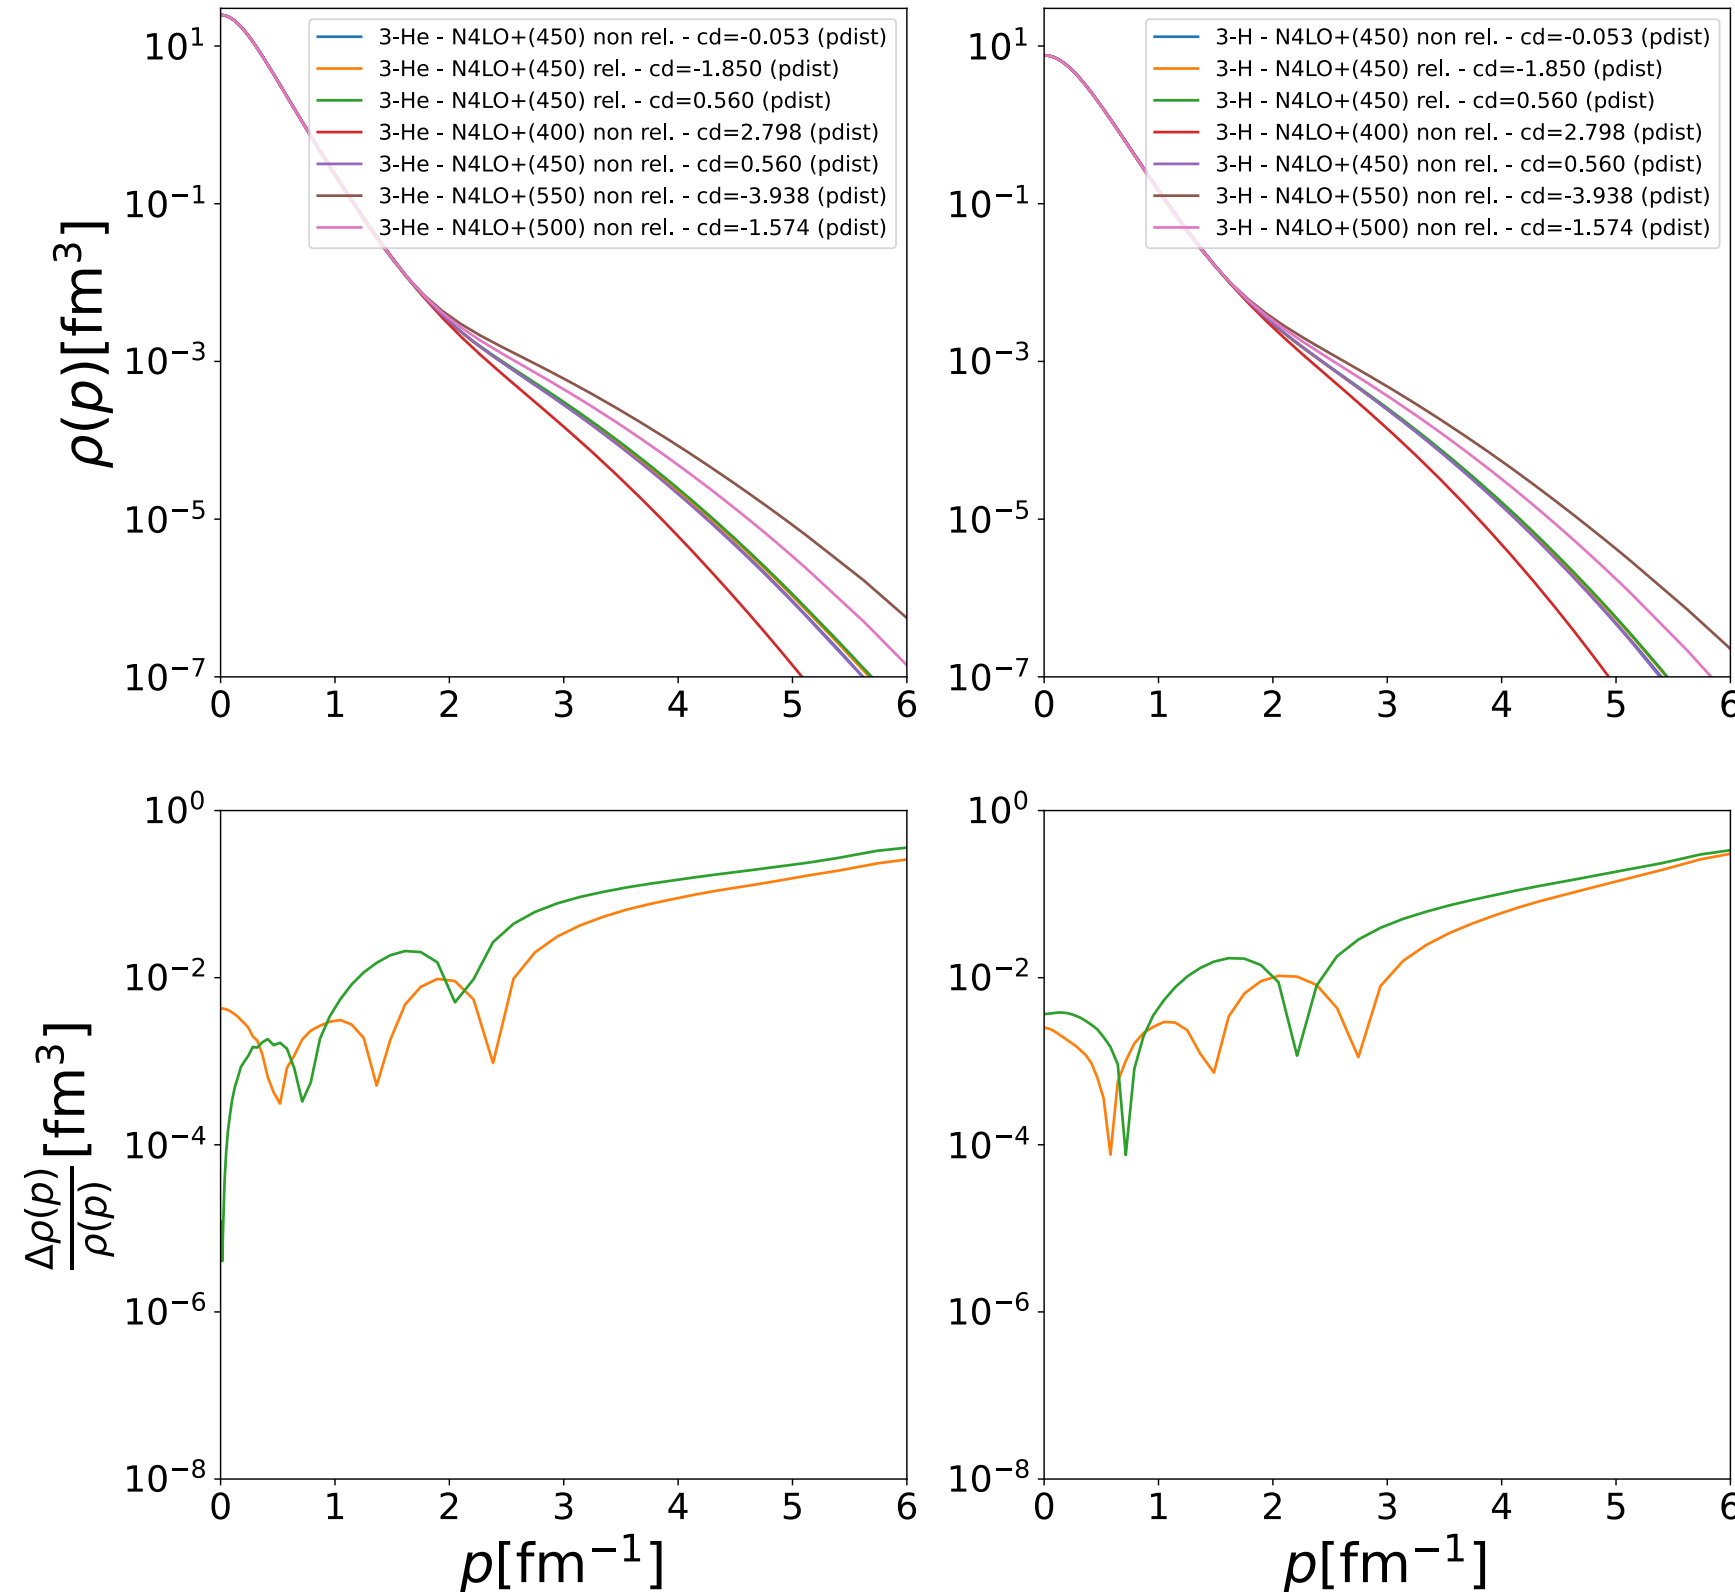 ρ(p)[fm³]
10¹
10⁻¹
10⁻³
10⁻⁵
10⁻⁷
0 1 2 3 4 5 6
3-He - N4LO+(450) non rel. - cd=-0.053 (pdist)
3-He - N4LO+(450) rel. - cd=-1.850 (pdist)
3-He - N4LO+(450) rel. - cd=0.560 (pdist)
3-He - N4LO+(400) non rel. - cd=2.798 (pdist)
3-He - N4LO+(450) non rel. - cd=0.560 (pdist)
3-He - N4LO+(550) non rel. - cd=-3.938 (pdist)
3-He - N4LO+(500) non rel. - cd=-1.574 (pdist)
10¹
10⁻¹
10⁻³
10⁻⁵
10⁻⁷
0 1 2 3 4 5 6
3-H - N4LO+(450) non rel. - cd=-0.053 (pdist)
3-H - N4LO+(450) rel. - cd=-1.850 (pdist)
3-H - N4LO+(450) rel. - cd=0.560 (pdist)
3-H - N4LO+(400) non rel. - cd=2.798 (pdist)
3-H - N4LO+(450) non rel. - cd=0.560 (pdist)
3-H - N4LO+(550) non rel. - cd=-3.938 (pdist)
3-H - N4LO+(500) non rel. - cd=-1.574 (pdist)
Δρ(p)/ρ(p)[fm³]
10⁰
10⁻²
10⁻⁴
10⁻⁶
10⁻⁸
0 1 2 3 4 5 6
p[fm⁻¹]
10⁰
10⁻²
10⁻⁴
10⁻⁶
10⁻⁸
0 1 2 3 4 5 6
p[fm⁻¹]